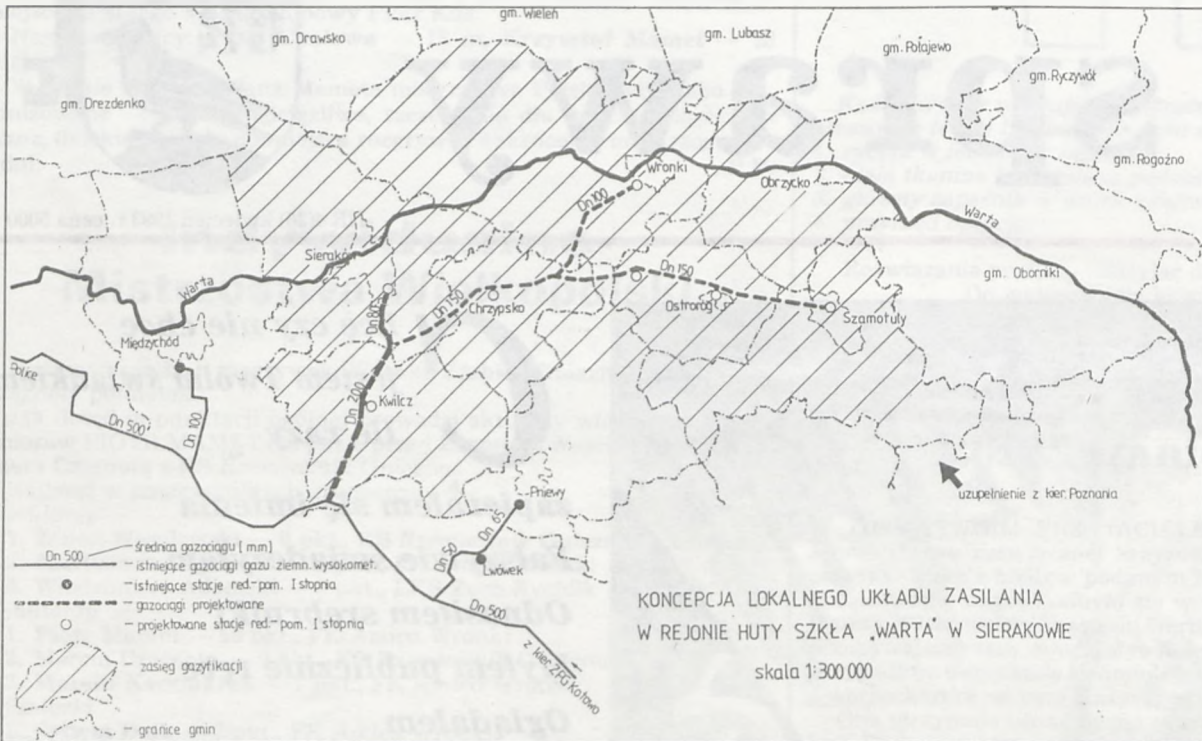 gm. Drawsko
gm. Wieleń
gm. Lubasz
gm. Połajewo
gm. Ryczywół
gm. Drezdenko
gm. Rogoźno
Wronki
Obrzycko
Dn 100
Warta
Sieraków
gm. Oborniki
Warta
Dn 80
Dn 150
Chrzypsko
Dn 150
Ostroróg
Szamotuły
Międzychód
Police
Dn 500
Dn 100
Dn 200
Kwilcz
Pniewy
uzupełnienie z kier. Poznania
Dn 65
Dn 150
Lwówek
Dn 500
kier. ZRG Kotowo
Dn 500 – średnica gazociągu [mm]
– istniejące gazociągi gazu ziemn. wysokomet.
– istniejące stacje red.-pom. I stopnia
– gazociągi projektowane
– projektowane stacje red.-pom. I stopnia
– zasięg gazyfikacji
– granice gmin
KONCEPCJA LOKALNEGO UKŁADU ZASILANIA
W REJONIE HUTY SZKŁA „WARTA" W SIERAKOWIE
skala 1:300 000